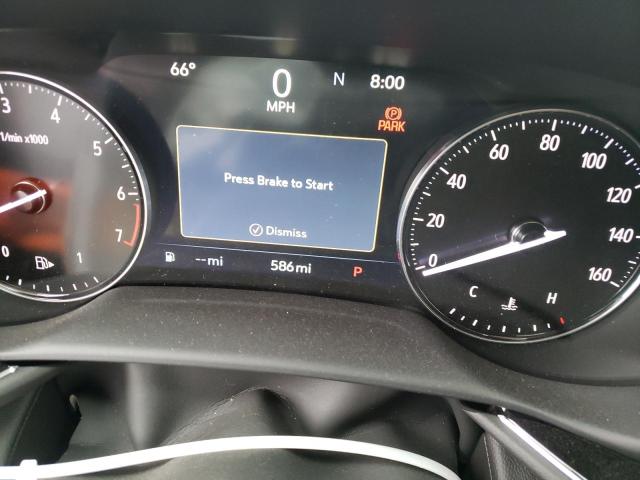 66° 0 N 8:00
MPH
PARK
Press Brake to Start
Dismiss
--mi 586mi P
3 4 5 6 7
1/min x1000
0 1
0 20 40 60 80 100 120 140 160
C H